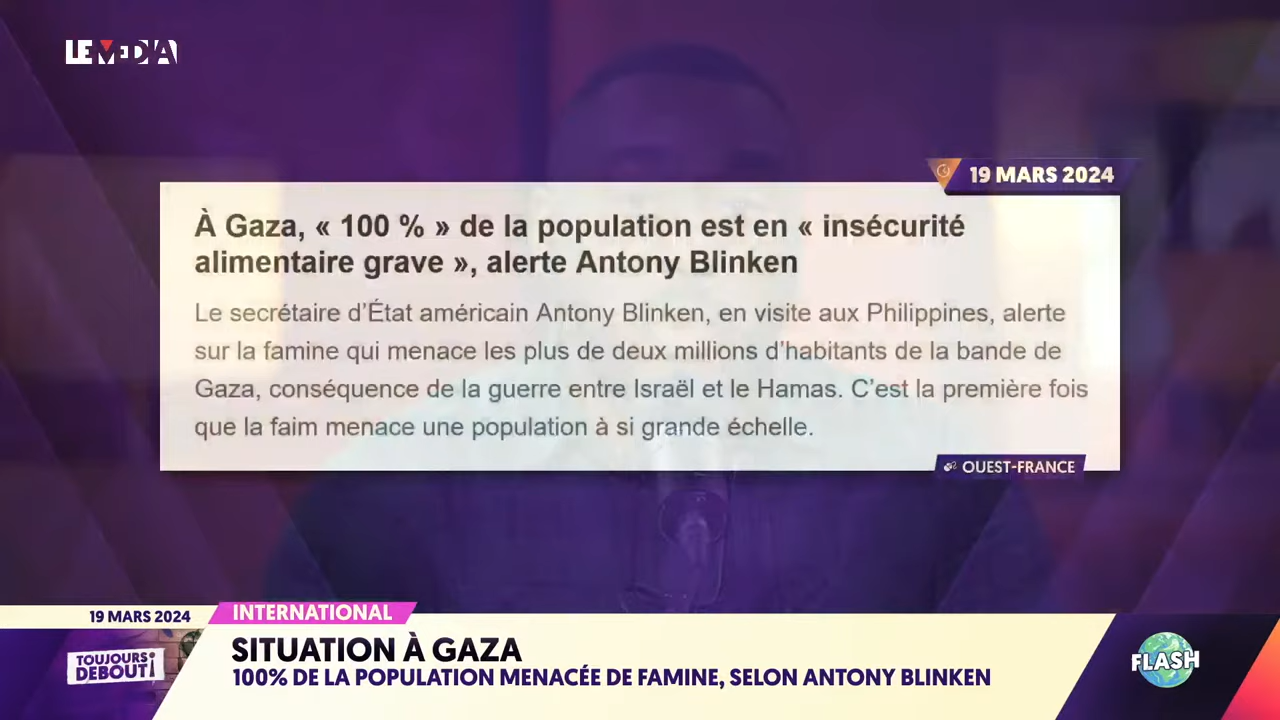 LEMEDIA
19 MARS 2024
À Gaza, « 100 % » de la population est en « insécurité
alimentaire grave », alerte Antony Blinken
Le secrétaire d'État américain Antony Blinken, en visite aux Philippines, alerte
sur la famine qui menace les plus de deux millions d'habitants de la bande de
Gaza, conséquence de la guerre entre Israël et le Hamas. C'est la première fois
que la faim menace une population à si grande échelle.
OUEST-FRANCE
19 MARS 2024
INTERNATIONAL
TOUJOURS
DEBOUT!
SITUATION À GAZA
100% DE LA POPULATION MENACÉE DE FAMINE, SELON ANTONY BLINKEN
FLASH